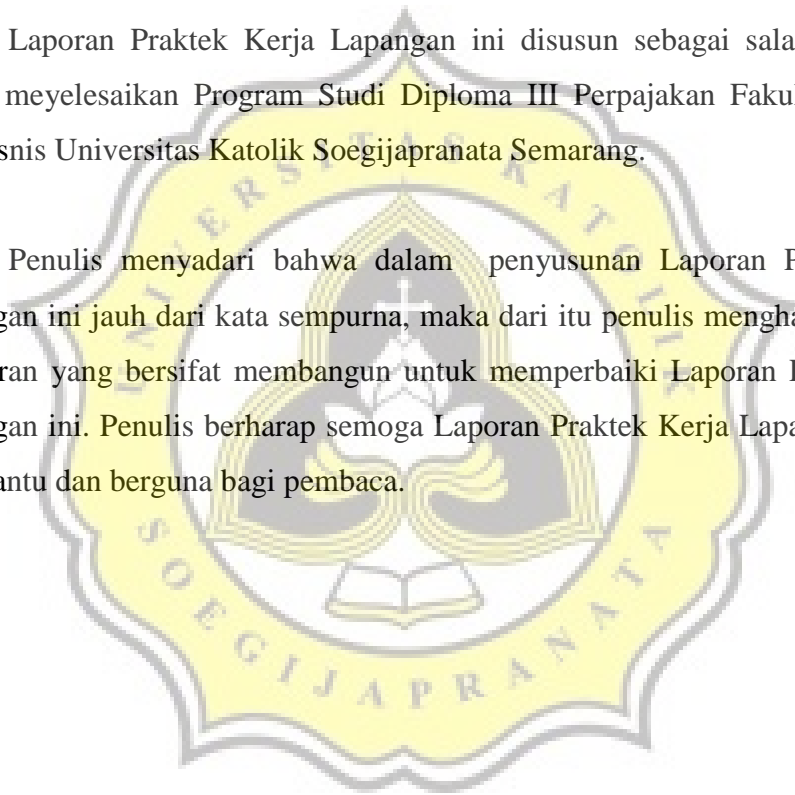 Laporan Praktek Kerja Lapangan ini disusun sebagai sala
meyelesaikan Program Studi Diploma III Perpajakan Faku
snis Universitas Katolik Soegijapranata Semarang.
Penulis menyadari bahwa dalam penyusunan Laporan
gan ini jauh dari kata sempurna, maka dari itu penulis mengha
ran yang bersifat membangun untuk memperbaiki Laporan
gan ini. Penulis berharap semoga Laporan Praktek Kerja Lapa
antu dan berguna bagi pembaca.
UNIVERSITAS KATOLIK
SOEGIJAPRANATA